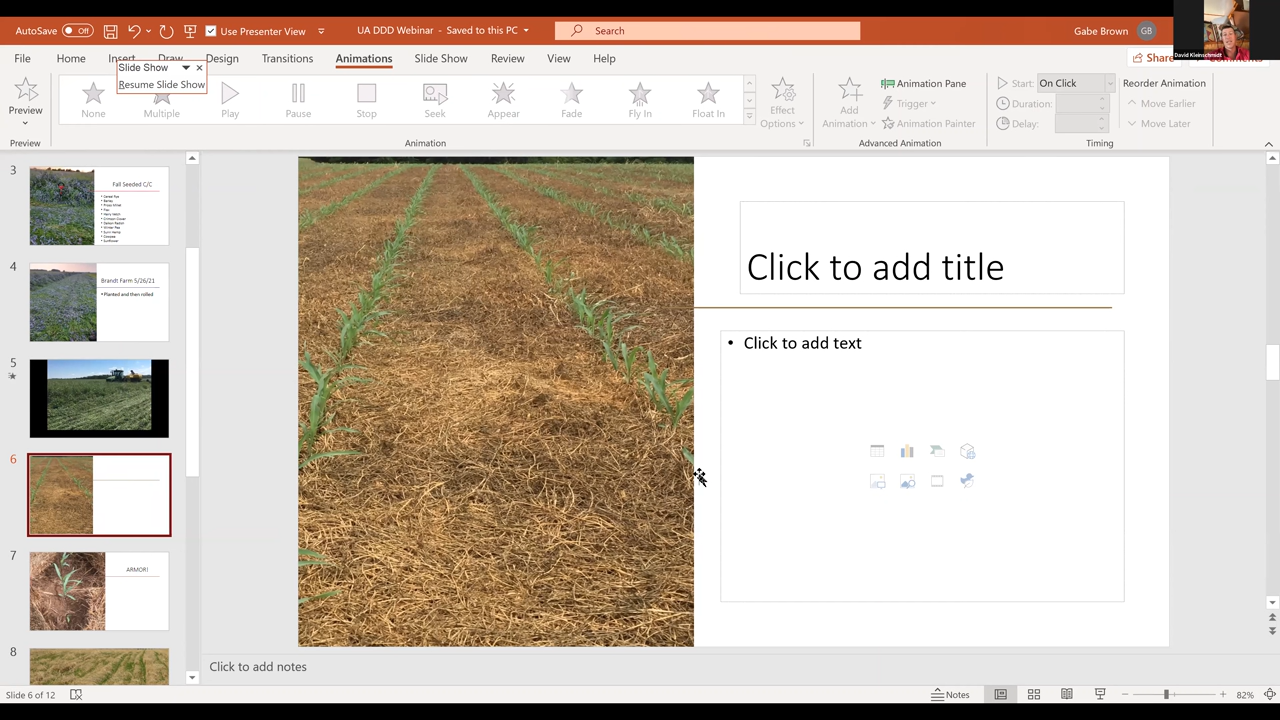 AutoSave Off
Use Presenter View
UA DDD Webinar - Saved to this PC
Search
Gabe Brown GB
David Kleinschmidt
File Home Insert Draw Design Transitions Animations Slide Show Review View Help
Share
Slide Show
Resume Slide Show
Preview
None Multiple Play Pause Stop Seek Appear Fade Fly In Float In
Effect Options
Add Animation
Animation Pane
Trigger
Animation Painter
Start: On Click
Duration:
Delay:
Reorder Animation
Move Earlier
Move Later
Preview Animation Advanced Animation Timing
3
Fall Seeded C/C
4
Brandt Farm 5/26/21
• Planted and then rolled
5
6
7
ARMOR!
8
Click to add title
• Click to add text
Click to add notes
Slide 6 of 12
Notes
82%